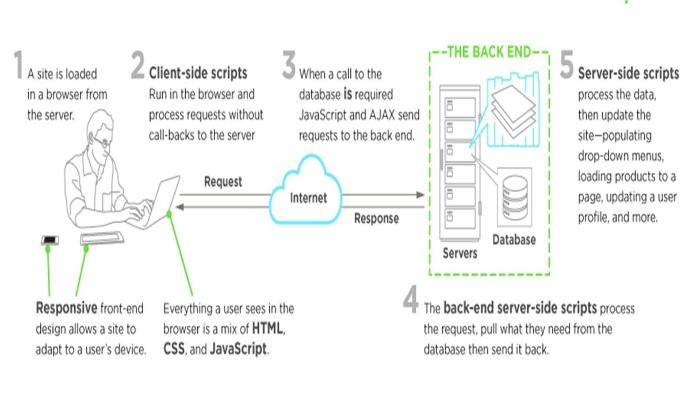 1 A site is loaded
in a browser from
the server.
2 Client-side scripts
Run in the browser and
process requests without
call-backs to the server
3 When a call to the
database is required
JavaScript and AJAX send
requests to the back end.
THE BACK END
5 Server-side scripts
process the data,
then update the
site—populating
drop-down menus,
loading products to a
page, updating a user
profile, and more.
Request
Internet
Response
Servers
Database
Responsive front-end
design allows a site to
adapt to a user's device.
Everything a user sees in the
browser is a mix of HTML,
CSS, and JavaScript.
4 The back-end server-side scripts process
the request, pull what they need from the
database then send it back.